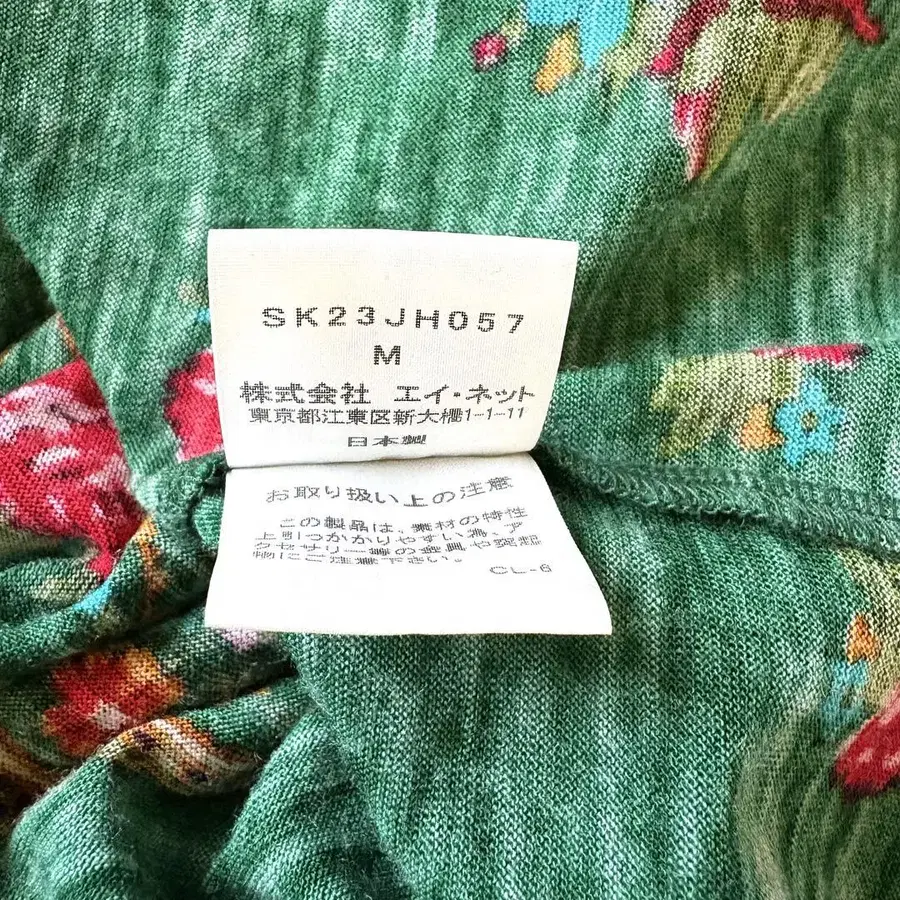 SK23JH057
M
株式会社 エイ・ネット
東京都江東区新大橋1-1-11
日本製
お取り扱い上の注意
この製品は、素材の特性
上引っかかりやすい為、ア
クセサリー等の金具や突起
物にご注意下さい。
CL-6